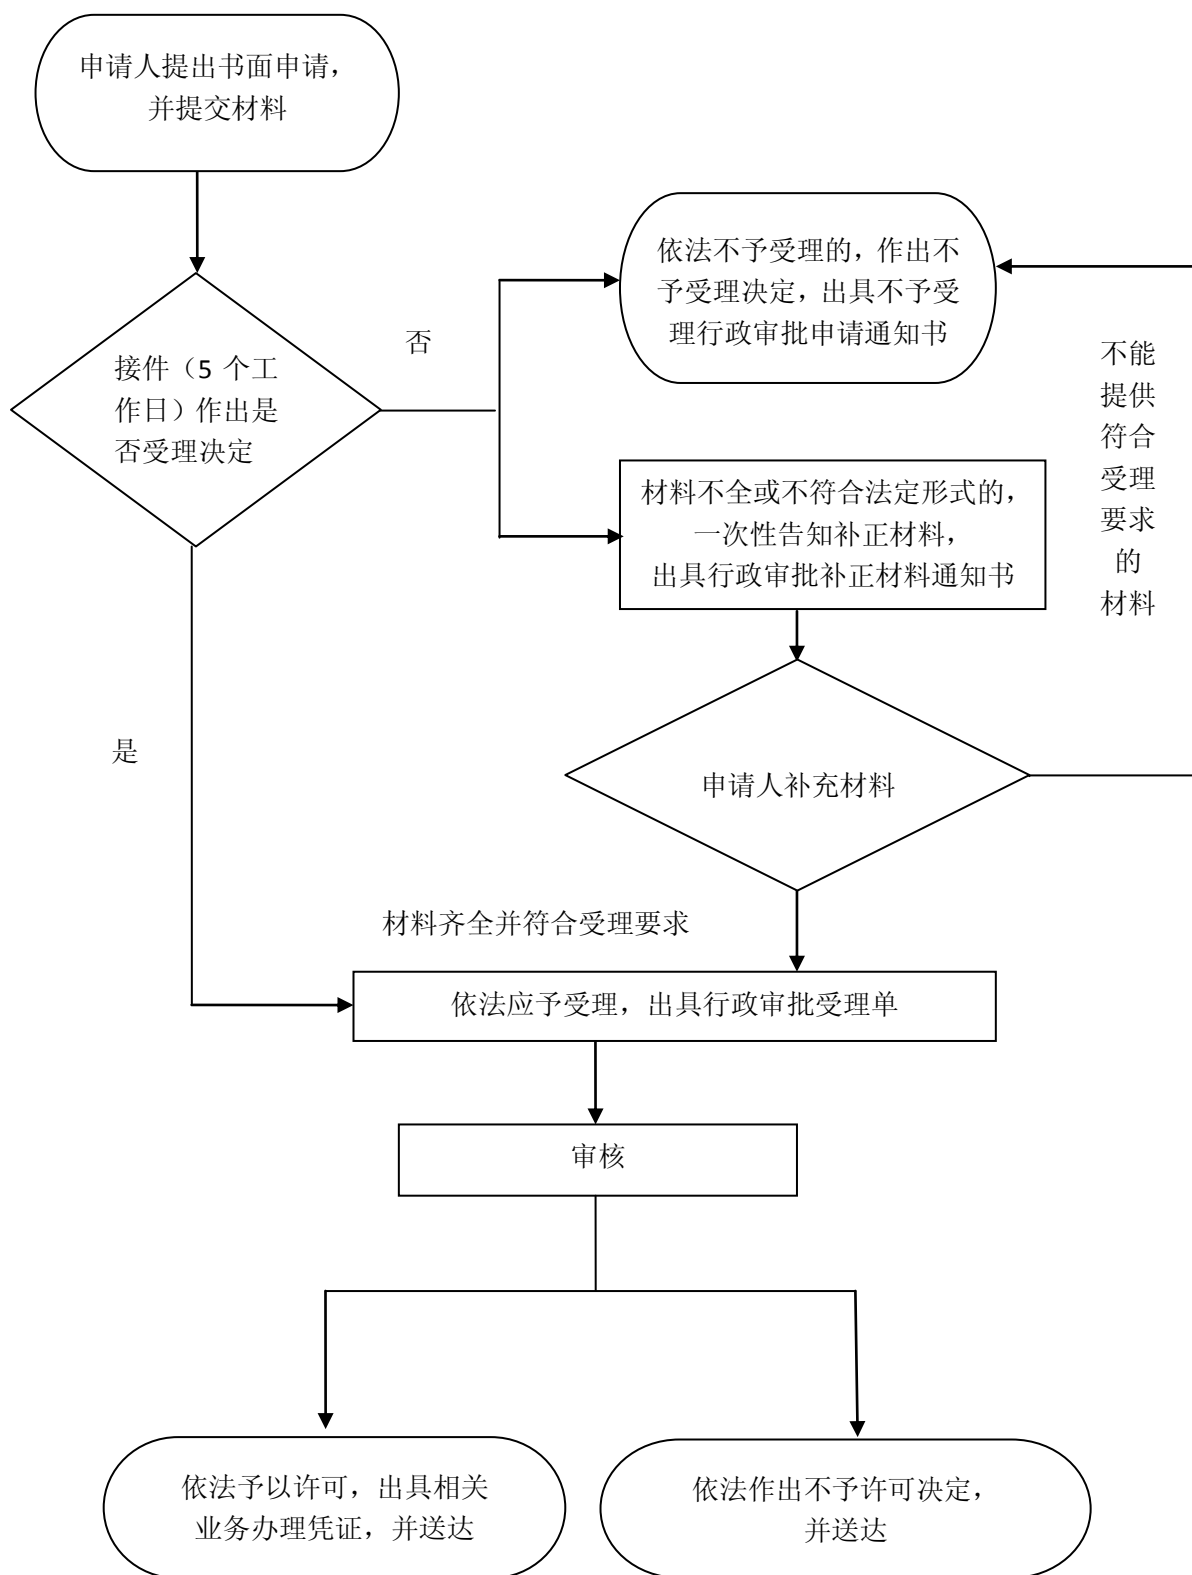 申请人提出书面申请，
并提交材料
依法不予受理的，作出不
予受理决定，出具不予受
理行政审批申请通知书
否
接件（5 个工
作日）作出是
否受理决定
不能
提供
符合
受理
要求
的
材料
材料不全或不符合法定形式的，
一次性告知补正材料，
出具行政审批补正材料通知书
是
申请人补充材料
材料齐全并符合受理要求
依法应予受理，出具行政审批受理单
审核
依法予以许可，出具相关
业务办理凭证，并送达
依法作出不予许可决定，
并送达